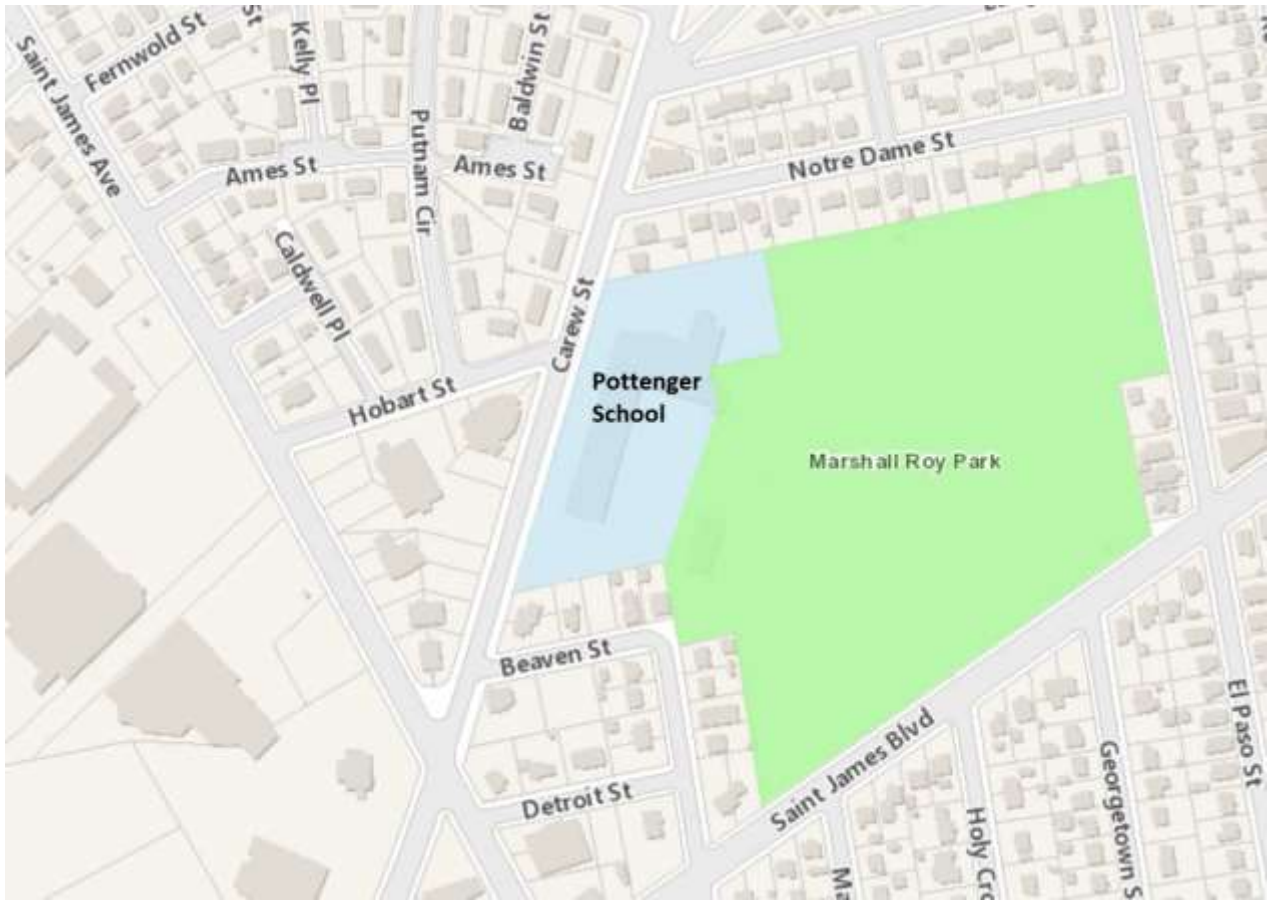 Saint James Ave
Fernwold St
St
Kelly Pl
Putnam Cir
Baldwin St
Ames St
Ames St
Notre Dame St
Caldwell Pl
Carew St
Hobart St
Pottenger
School
Marshall Roy Park
Beaven St
Detroit St
Saint James Blvd
Holy Cro
Georgetown S
El Paso St
Ma